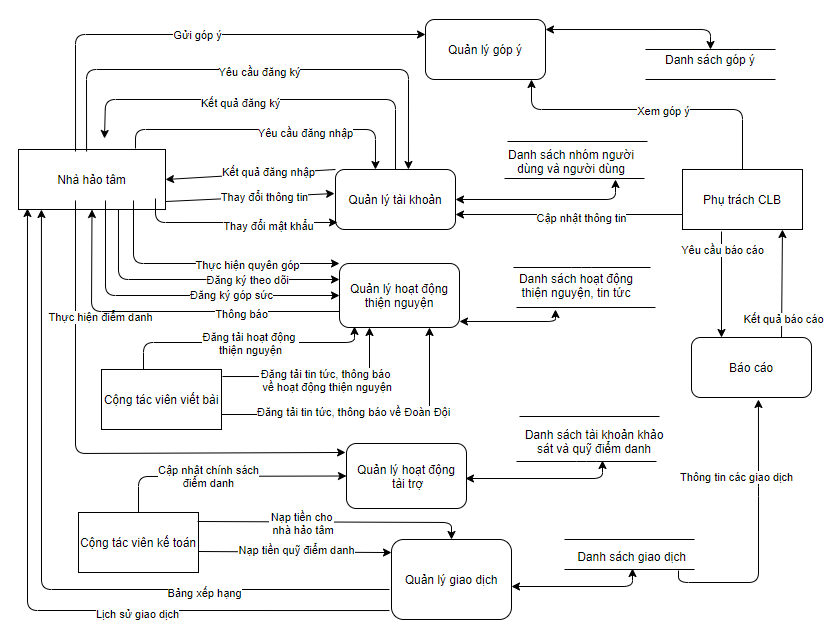 Gửi góp ý
Quản lý góp ý
Danh sách góp ý
Yêu cầu đăng ký
Kết quả đăng ký
Xem góp ý
Yêu cầu đăng nhập
Danh sách nhóm người
dùng và người dùng
Nhà hảo tâm
Kết quả đăng nhập
Thay đổi thông tin
Quản lý tài khoản
Phụ trách CLB
Thay đổi mật khẩu
Cập nhật thông tin
Yêu cầu báo cáo
Thực hiện quyên góp
Đăng ký theo dõi
Đăng ký góp sức
Quản lý hoạt động
thiện nguyện
Danh sách hoạt động
thiện nguyện, tin tức
Thực hiện điểm danh
Thông báo
Kết quả báo cáo
Đăng tải hoạt động
thiện nguyện
Báo cáo
Đăng tải tin tức, thông báo
về hoạt động thiện nguyện
Cộng tác viên viết bài
Đăng tải tin tức, thông báo về Đoàn Đội
Danh sách tài khoản khảo
sát và quỹ điểm danh
Cập nhật chính sách
điểm danh
Quản lý hoạt động
tài trợ
Thông tin các giao dịch
Nạp tiền cho
nhà hảo tâm
Cộng tác viên kế toán
Nạp tiền quỹ điểm danh
Danh sách giao dịch
Quản lý giao dịch
Bảng xếp hạng
Lịch sử giao dịch